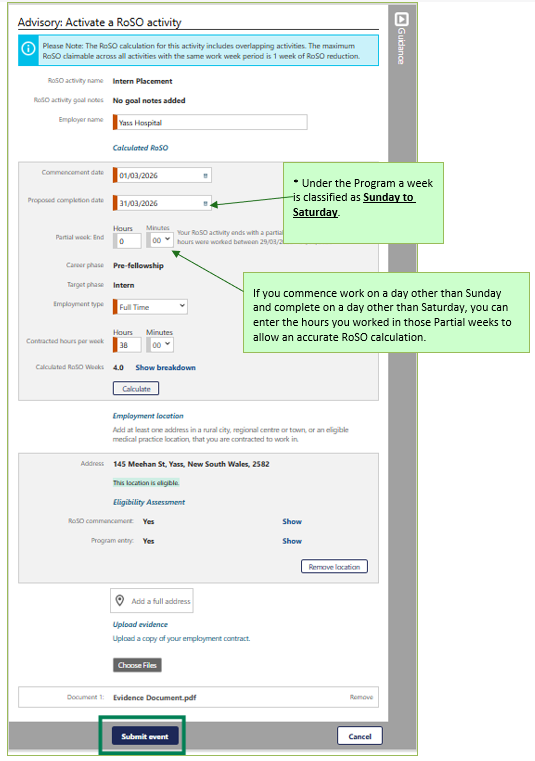 Advisory: Activate a RoSO activity
Guidance
Please Note: The RoSO calculation for this activity includes overlapping activities. The maximum
RoSO claimable across all activities with the same work week period is 1 week of RoSO reduction.
RoSO activity name Intern Placement
RoSO activity goal notes No goal notes added
Employer name Yass Hospital
Calculated RoSO
Commencement date 01/03/2026
* Under the Program a week
is classified as Sunday to
Saturday.
Proposed completion date 31/03/2026
Hours Minutes
Partial week: End 0 00 Your RoSO activity ends with a partial
hours were worked between 29/03/
Career phase Pre-fellowship
Target phase Intern
If you commence work on a day other than Sunday
and complete on a day other than Saturday, you can
enter the hours you worked in those Partial weeks to
allow an accurate RoSO calculation.
Employment type Full Time
Hours Minutes
Contracted hours per week 38 00
Calculated RoSO Weeks 4.0 Show breakdown
Calculate
Employment location
Add at least one address in a rural city, regional centre or town, or an eligible
medical practice location, that you are contracted to work in.
Address 145 Meehan St, Yass, New South Wales, 2582
This location is eligible.
Eligibility Assessment
RoSO commencement: Yes Show
Program entry: Yes Show
Remove location
Add a full address
Upload evidence
Upload a copy of your employment contract.
Choose Files
Document 1: Evidence Document.pdf Remove
Submit event Cancel